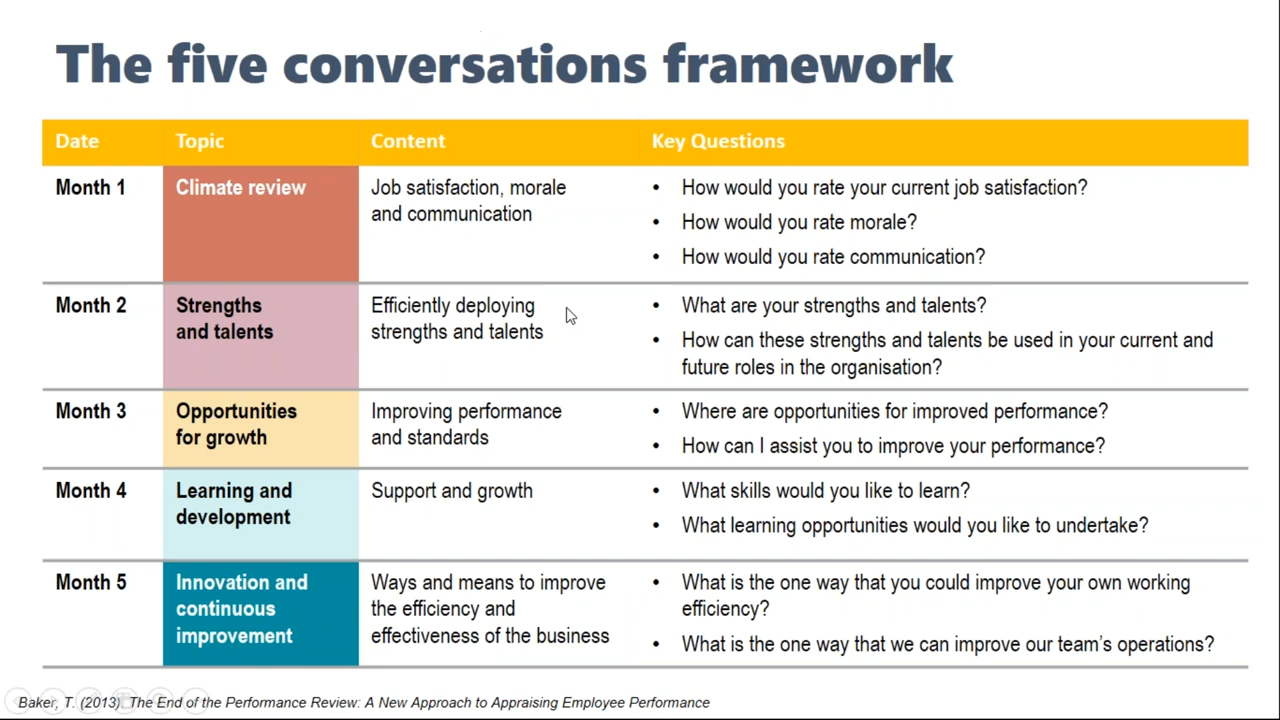 The five conversations framework
Date Topic Content Key Questions
Month 1 Climate review Job satisfaction, morale • How would you rate your current job satisfaction?
and communication • How would you rate morale?
• How would you rate communication?
Month 2 Strengths Efficiently deploying • What are your strengths and talents?
and talents strengths and talents • How can these strengths and talents be used in your current and
future roles in the organisation?
Month 3 Opportunities Improving performance • Where are opportunities for improved performance?
for growth and standards • How can I assist you to improve your performance?
Month 4 Learning and Support and growth • What skills would you like to learn?
development • What learning opportunities would you like to undertake?
Month 5 Innovation and Ways and means to improve • What is the one way that you could improve your own working
continuous the efficiency and efficiency?
improvement effectiveness of the business • What is the one way that we can improve our team's operations?
Baker, T. (2013). The End of the Performance Review: A New Approach to Appraising Employee Performance